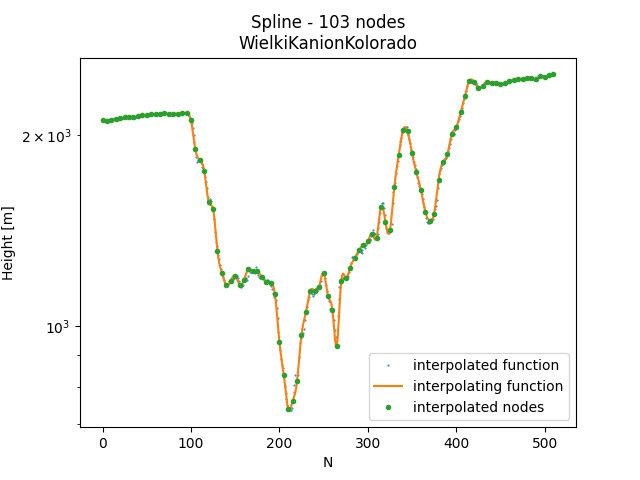 Spline - 103 nodes
WielkiKanionKolorado
Height [m]
2 × 10³
10³
0 100 200 300 400 500
N
interpolated function
interpolating function
interpolated nodes